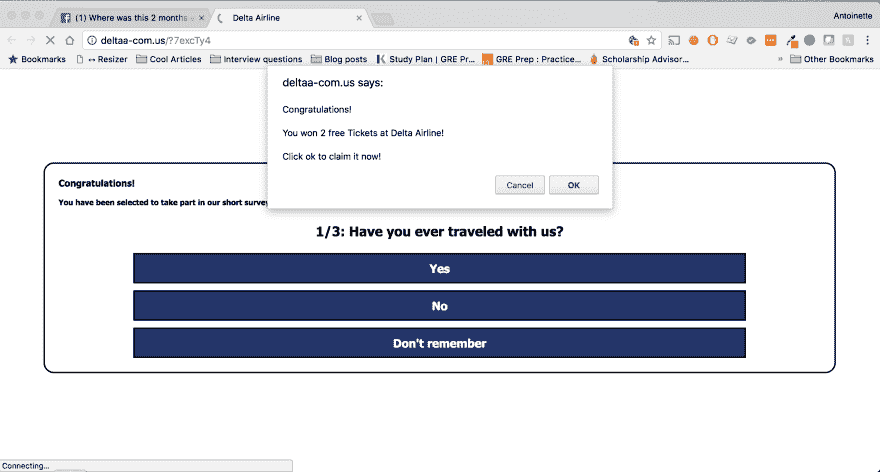 (1) Where was this 2 months
Delta Airline
Antoinette
deltaa-com.us/?7excTy4
Bookmarks
Resizer
Cool Articles
Interview questions
Blog posts
Study Plan | GRE Pr...
GRE Prep : Practice...
Scholarship Advisor...
»
Other Bookmarks
deltaa-com.us says:
Congratulations!
You won 2 free Tickets at Delta Airline!
Click ok to claim it now!
Cancel
OK
Congratulations!
You have been selected to take part in our short survey
1/3: Have you ever traveled with us?
Yes
No
Don't remember
Connecting...